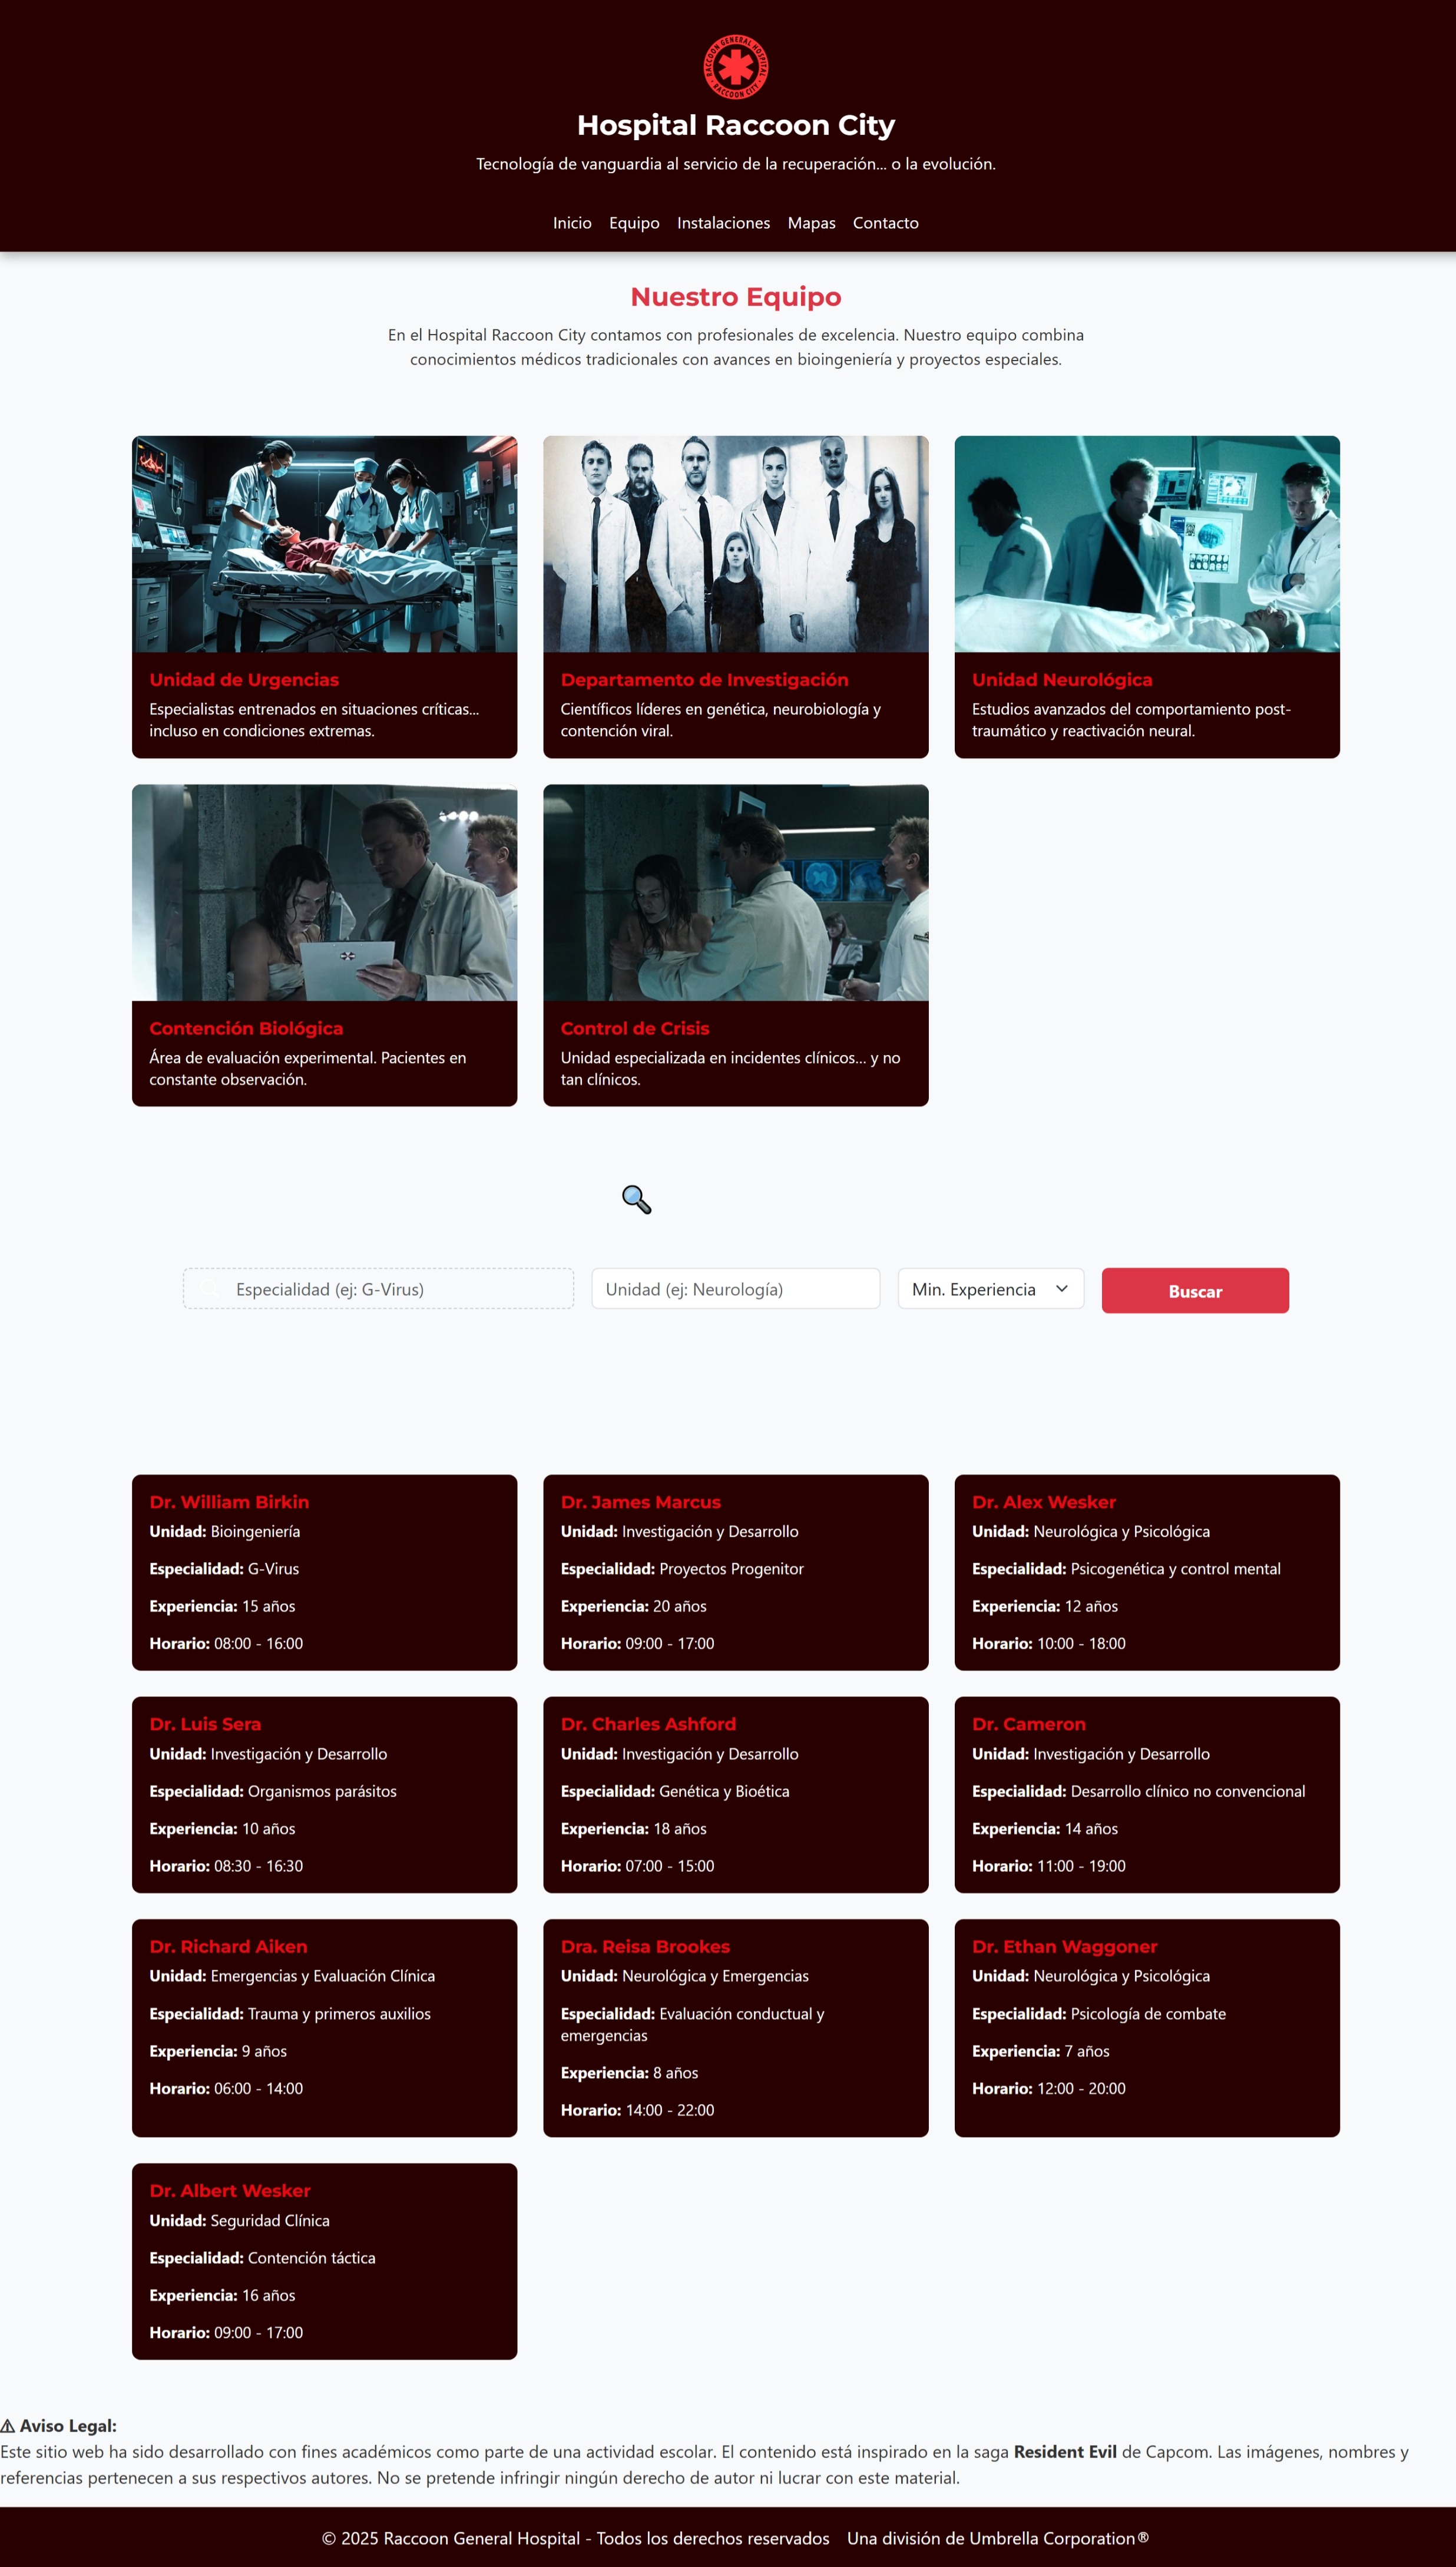 RACCOON GENERAL HOSPITAL
RACCOON CITY
Hospital Raccoon City
Tecnología de vanguardia al servicio de la recuperación... o la evolución.
Inicio Equipo Instalaciones Mapas Contacto
Nuestro Equipo
En el Hospital Raccoon City contamos con profesionales de excelencia. Nuestro equipo combina
conocimientos médicos tradicionales con avances en bioingeniería y proyectos especiales.
Unidad de Urgencias
Especialistas entrenados en situaciones críticas...
incluso en condiciones extremas.
Departamento de Investigación
Científicos líderes en genética, neurobiología y
contención viral.
Unidad Neurológica
Estudios avanzados del comportamiento post-
traumático y reactivación neural.
Contención Biológica
Área de evaluación experimental. Pacientes en
constante observación.
Control de Crisis
Unidad especializada en incidentes clínicos... y no
tan clínicos.
Especialidad (ej: G-Virus)
Unidad (ej: Neurología)
Min. Experiencia
Buscar
Dr. William Birkin
Unidad: Bioingeniería
Especialidad: G-Virus
Experiencia: 15 años
Horario: 08:00 - 16:00
Dr. James Marcus
Unidad: Investigación y Desarrollo
Especialidad: Proyectos Progenitor
Experiencia: 20 años
Horario: 09:00 - 17:00
Dr. Alex Wesker
Unidad: Neurológica y Psicológica
Especialidad: Psicogenética y control mental
Experiencia: 12 años
Horario: 10:00 - 18:00
Dr. Luis Sera
Unidad: Investigación y Desarrollo
Especialidad: Organismos parásitos
Experiencia: 10 años
Horario: 08:30 - 16:30
Dr. Charles Ashford
Unidad: Investigación y Desarrollo
Especialidad: Genética y Bioética
Experiencia: 18 años
Horario: 07:00 - 15:00
Dr. Cameron
Unidad: Investigación y Desarrollo
Especialidad: Desarrollo clínico no convencional
Experiencia: 14 años
Horario: 11:00 - 19:00
Dr. Richard Aiken
Unidad: Emergencias y Evaluación Clínica
Especialidad: Trauma y primeros auxilios
Experiencia: 9 años
Horario: 06:00 - 14:00
Dra. Reisa Brookes
Unidad: Neurológica y Emergencias
Especialidad: Evaluación conductual y
emergencias
Experiencia: 8 años
Horario: 14:00 - 22:00
Dr. Ethan Waggoner
Unidad: Neurológica y Psicológica
Especialidad: Psicología de combate
Experiencia: 7 años
Horario: 12:00 - 20:00
Dr. Albert Wesker
Unidad: Seguridad Clínica
Especialidad: Contención táctica
Experiencia: 16 años
Horario: 09:00 - 17:00
⚠ Aviso Legal:
Este sitio web ha sido desarrollado con fines académicos como parte de una actividad escolar. El contenido está inspirado en la saga Resident Evil de Capcom. Las imágenes, nombres y
referencias pertenecen a sus respectivos autores. No se pretende infringir ningún derecho de autor ni lucrar con este material.
© 2025 Raccoon General Hospital - Todos los derechos reservados Una división de Umbrella Corporation®